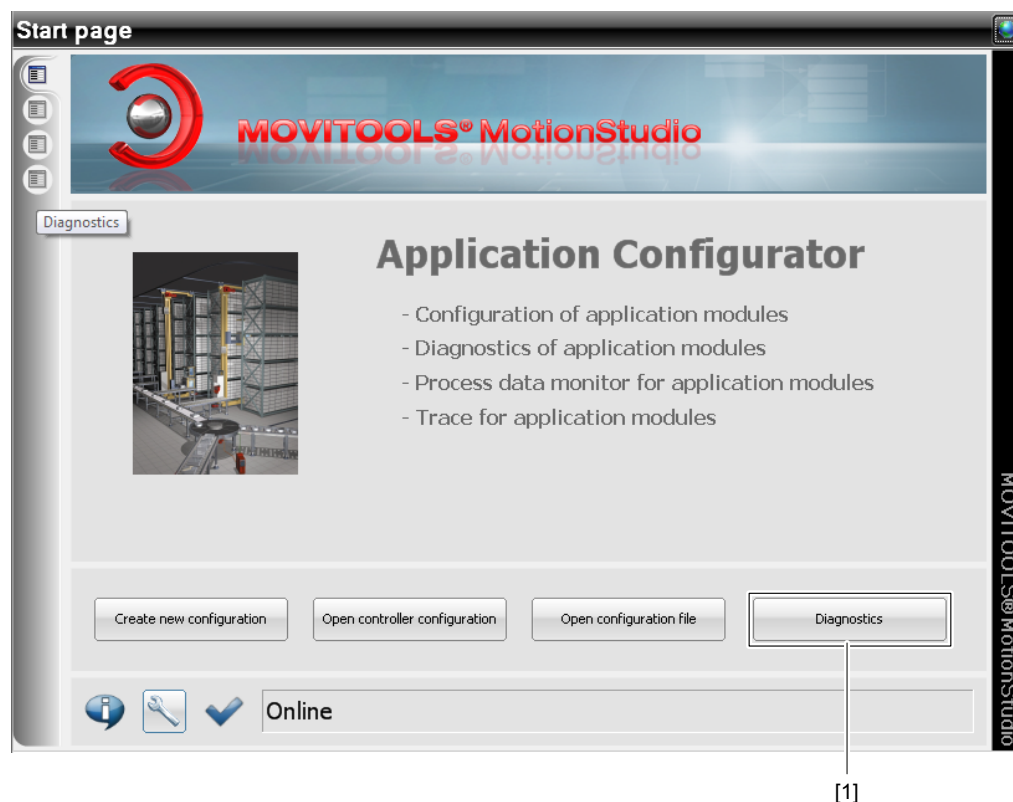 Start page
MOVITOOLS® MotionStudio
Diagnostics
Application Configurator
- Configuration of application modules
- Diagnostics of application modules
- Process data monitor for application modules
- Trace for application modules
MOVITOOLS® MotionStudio
Create new configuration
Open controller configuration
Open configuration file
Diagnostics
Online
[1]